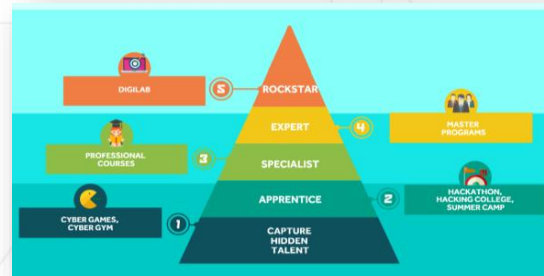 DIGILAB
5
ROCKSTAR
EXPERT
4
MASTER
PROGRAMS
PROFESSIONAL
COURSES
3
SPECIALIST
APPRENTICE
2
HACKATHON,
HACKING COLLEGE,
SUMMER CAMP
CYBER GAMES,
CYBER GYM
1
CAPTURE
HIDDEN
TALENT